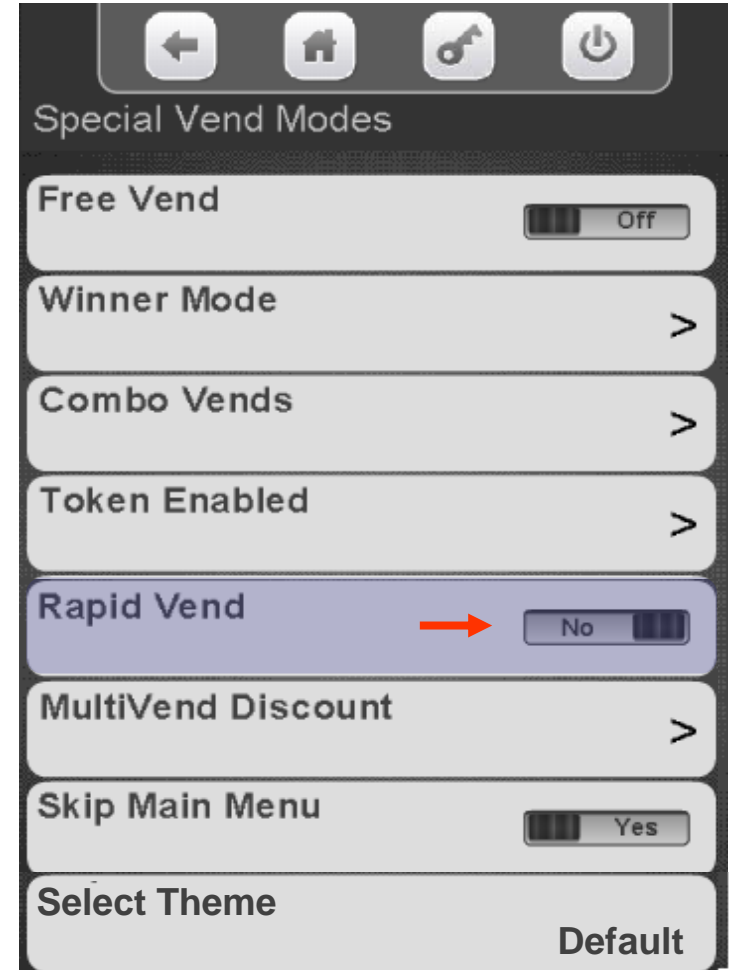 Special Vend Modes
Free Vend
Off
Winner Mode
>
Combo Vends
>
Token Enabled
>
Rapid Vend
No
MultiVend Discount
>
Skip Main Menu
Yes
Select Theme
Default